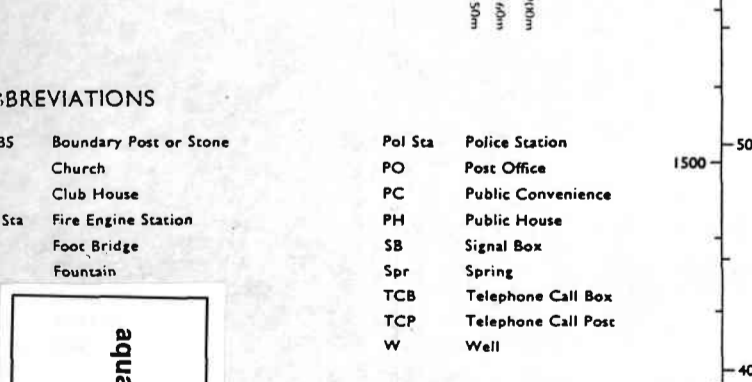 50m
60m
BREVIATIONS
BS Boundary Post or Stone
Church
Club House
Sta Fire Engine Station
Foot Bridge
Fountain
Pol Sta Police Station
PO Post Office
PC Public Convenience
PH Public House
SB Signal Box
Spr Spring
TCB Telephone Call Box
TCP Telephone Call Post
W Well
1500
50
40
aqua